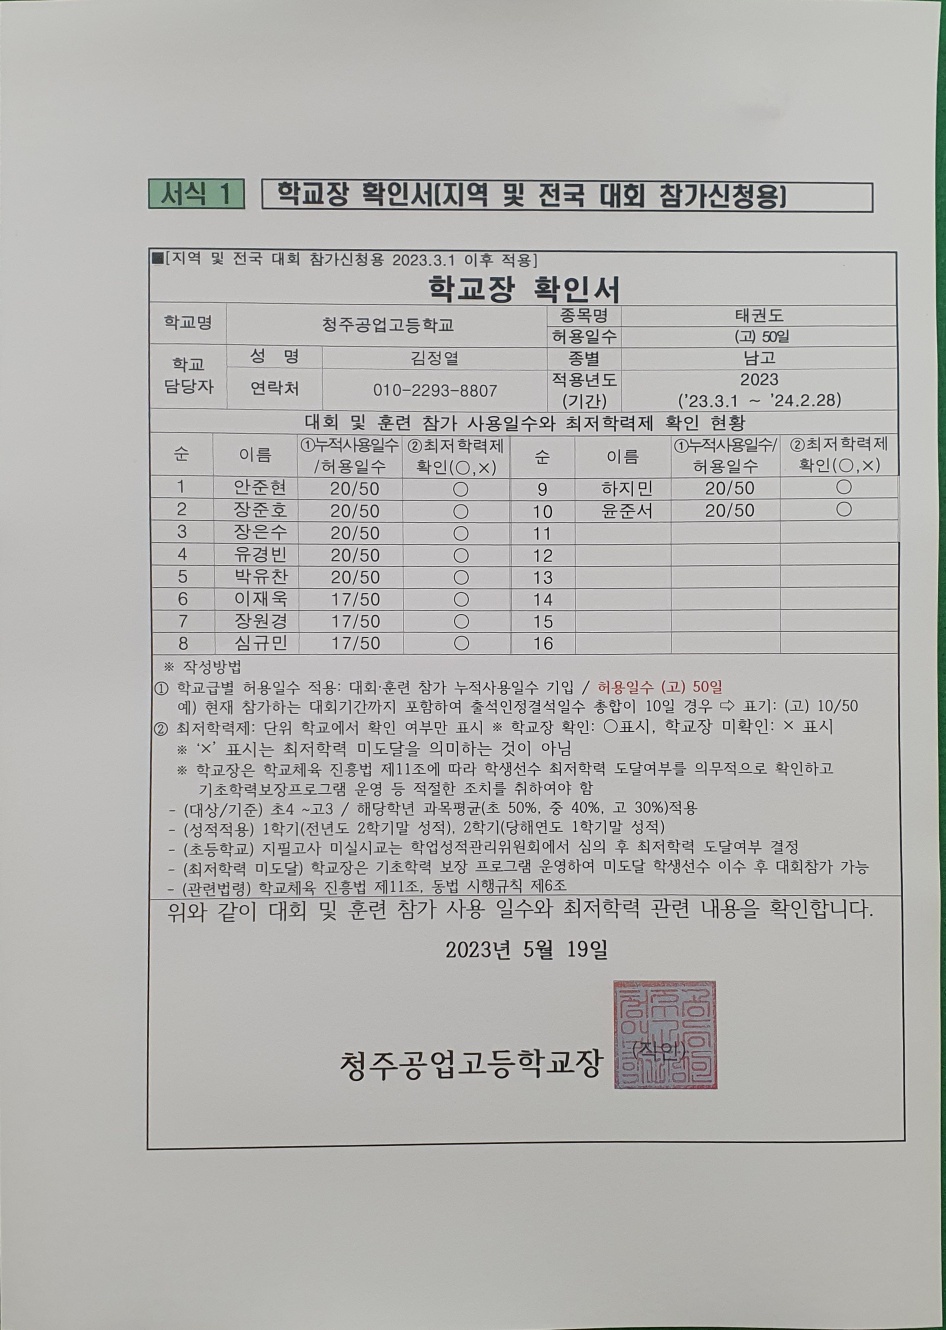 서식 1 학교장 확인서(지역 및 전국 대회 참가신청용)
■[지역 및 전국 대회 참가신청용 2023.3.1 이후 적용]
학교장 확인서
학교명 청주공업고등학교 종목명 태권도
허용일수 (고) 50일
학교 담당자 성 명 김정열 종별 남고
연락처 010-2293-8807 적용년도 (기간) 2023 ('23.3.1 ~ '24.2.28)
대회 및 훈련 참가 사용일수와 최저학력제 확인 현황
순 이름 ①누적사용일수/허용일수 ②최저학력제 확인(○,×) 순 이름 ①누적사용일수/허용일수 ②최저학력제 확인(○,×)
1 안준현 20/50 ○ 9 하지민 20/50 ○
2 장준호 20/50 ○ 10 윤준서 20/50 ○
3 장은수 20/50 ○ 11
4 유경빈 20/50 ○ 12
5 박유찬 20/50 ○ 13
6 이재욱 17/50 ○ 14
7 장원경 17/50 ○ 15
8 심규민 17/50 ○ 16
※ 작성방법
① 학교급별 허용일수 적용: 대회·훈련 참가 누적사용일수 기입 / 허용일수 (고) 50일
예) 현재 참가하는 대회기간까지 포함하여 출석인정결석일수 총합이 10일 경우 ⇨ 표기: (고) 10/50
② 최저학력제: 단위 학교에서 확인 여부만 표시 ※ 학교장 확인: ○표시, 학교장 미확인: × 표시
※ '×' 표시는 최저학력 미도달을 의미하는 것이 아님
※ 학교장은 학교체육 진흥법 제11조에 따라 학생선수 최저학력 도달여부를 의무적으로 확인하고
기초학력보장프로그램 운영 등 적절한 조치를 취하여야 함
- (대상/기준) 초4 ~고3 / 해당학년 과목평균(초 50%, 중 40%, 고 30%)적용
- (성적적용) 1학기(전년도 2학기말 성적), 2학기(당해연도 1학기말 성적)
- (초등학교) 지필고사 미실시교는 학업성적관리위원회에서 심의 후 최저학력 도달여부 결정
- (최저학력 미도달) 학교장은 기초학력 보장 프로그램 운영하여 미도달 학생선수 이수 후 대회참가 가능
- (관련법령) 학교체육 진흥법 제11조, 동법 시행규칙 제6조
위와 같이 대회 및 훈련 참가 사용 일수와 최저학력 관련 내용을 확인합니다.
2023년 5월 19일
청주공업고등학교장 (직인)